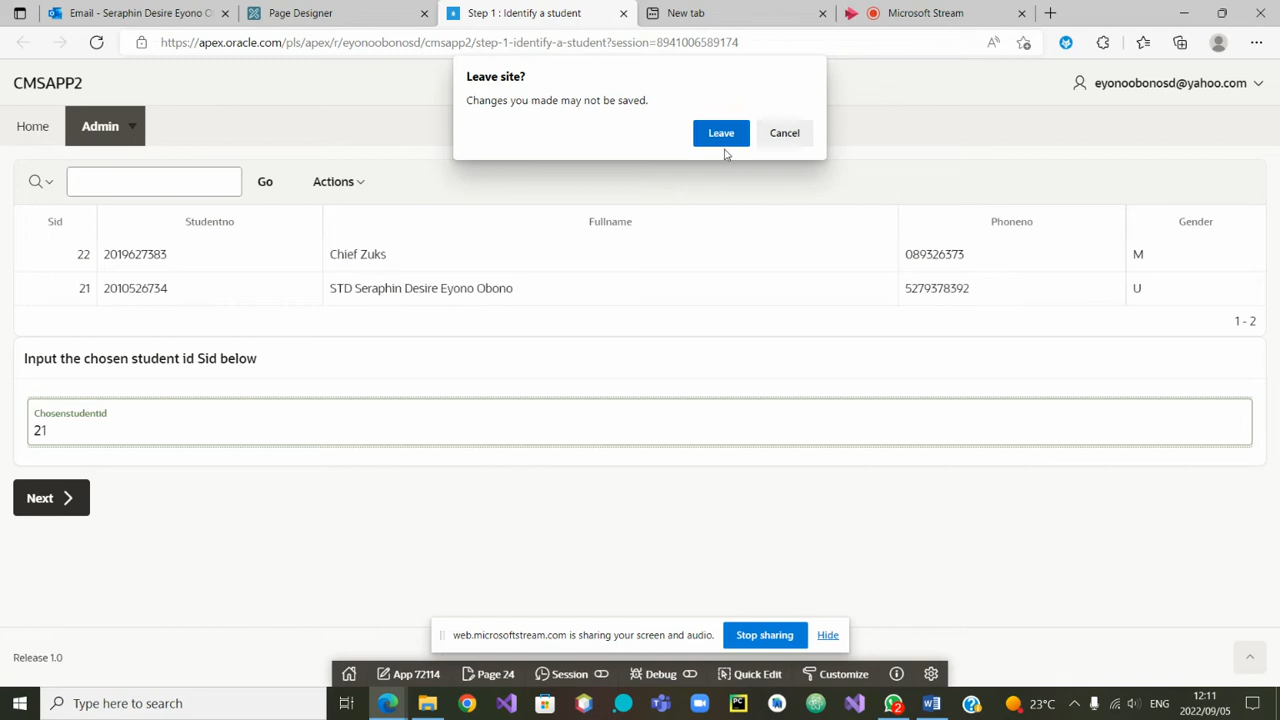 Email - Seraphin Desire Eyono O
Page Designer
Step 1 : Identify a student
New tab
Microsoft Stream
https://apex.oracle.com/pls/apex/r/eyonoobonosd/cmsapp2/step-1-identify-a-student?session=8941006589174
CMSAPP2
eyonoobonosd@yahoo.com
Leave site?
Changes you made may not be saved.
Leave
Cancel
Home
Admin
Go
Actions
Sid
Studentno
Fullname
Phoneno
Gender
22
2019627383
Chief Zuks
089326373
M
21
2010526734
STD Seraphin Desire Eyono Obono
5279378392
U
1 - 2
Input the chosen student id Sid below
Chosenstudentid
21
Next
web.microsoftstream.com is sharing your screen and audio.
Stop sharing
Hide
Release 1.0
App 72114
Page 24
Session
Debug
Quick Edit
Customize
Type here to search
PC
2
23°C
12:11
2022/09/05